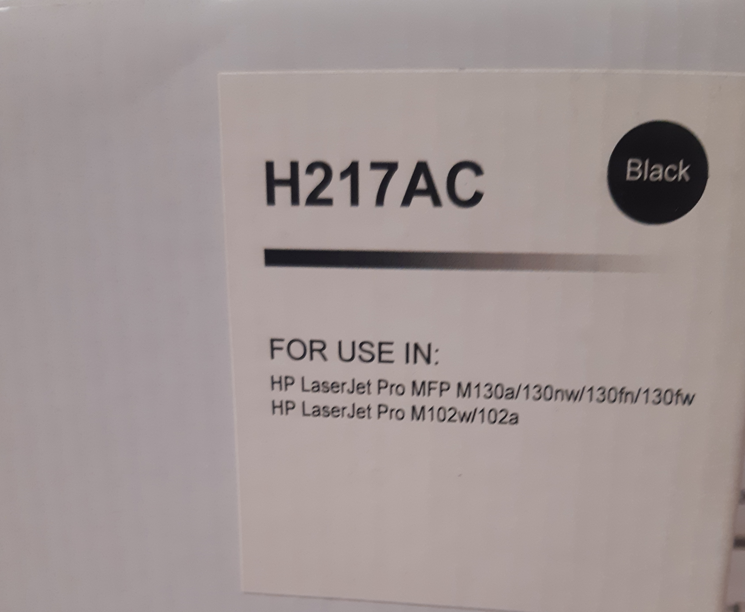 H217AC
Black
FOR USE IN:
HP LaserJet Pro MFP M130a/130nw/130fn/130fw
HP LaserJet Pro M102w/102a